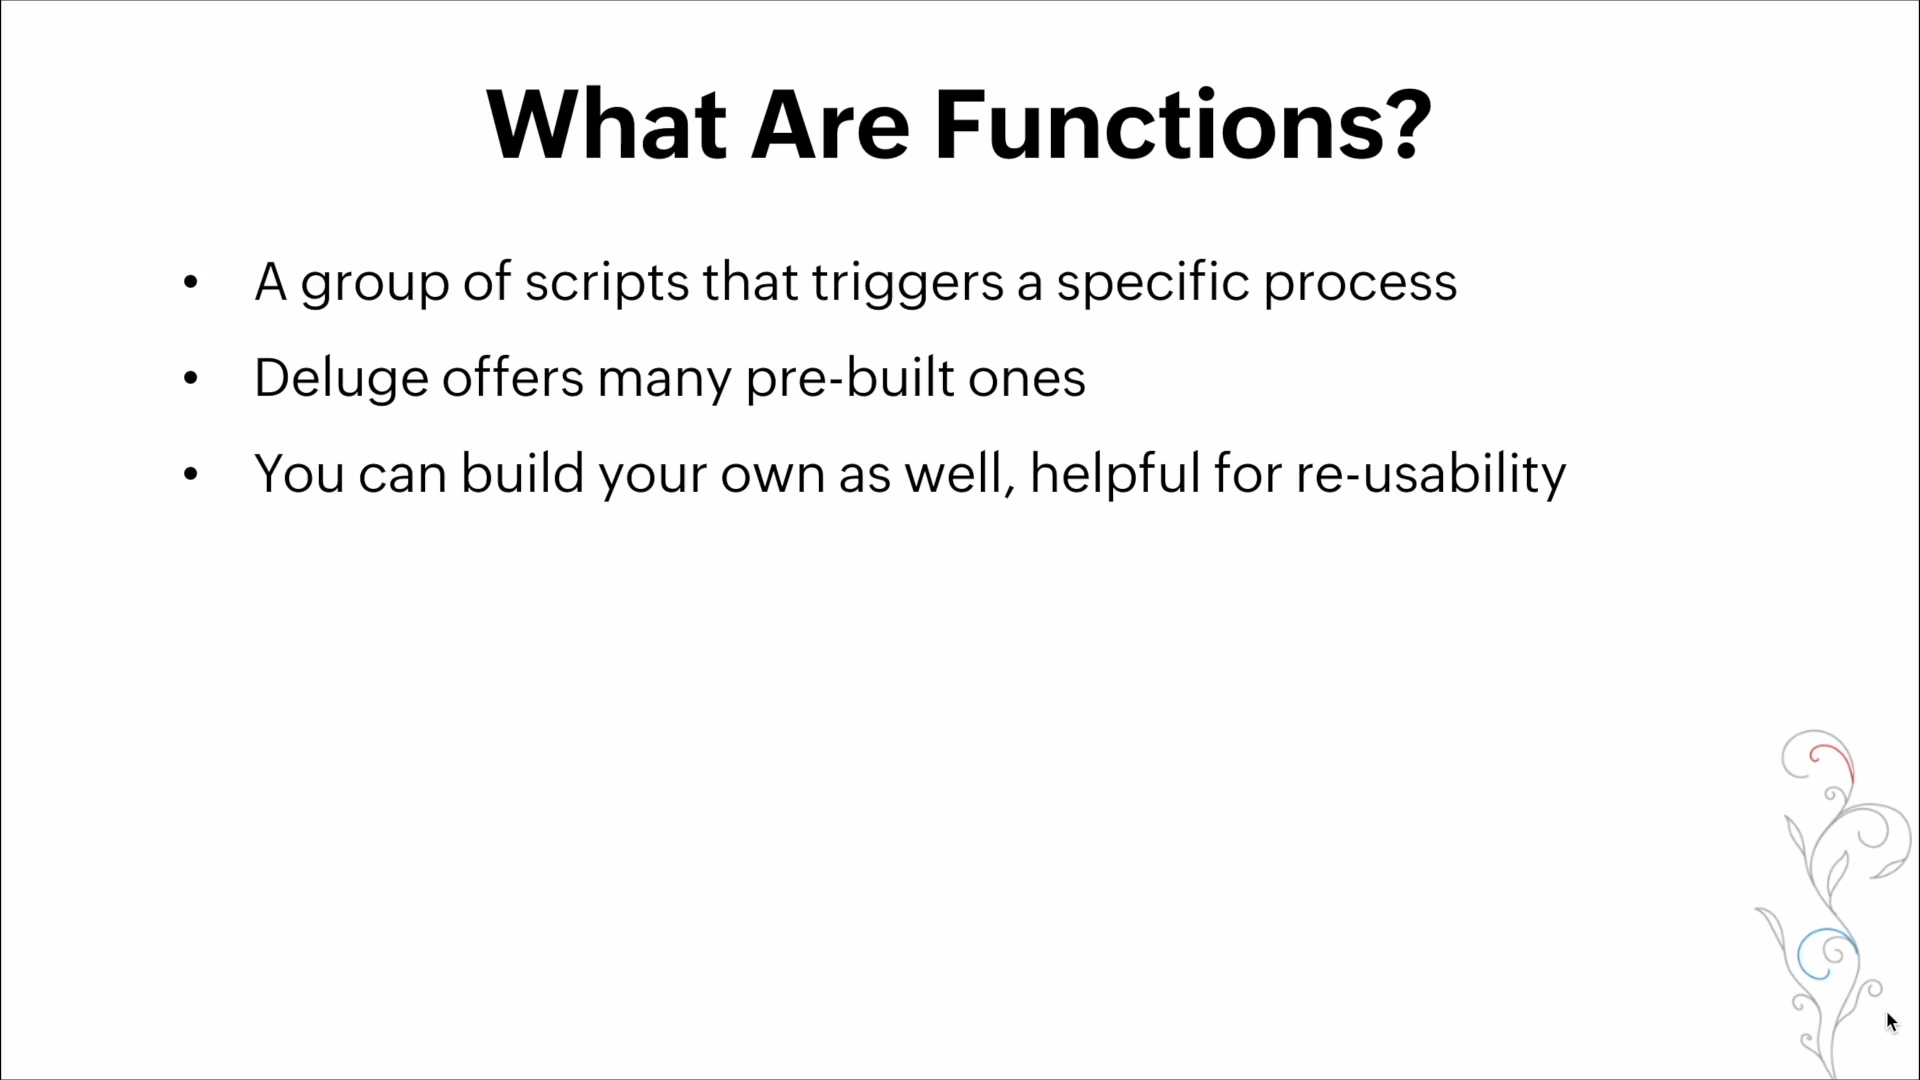 What Are Functions?
• A group of scripts that triggers a specific process
• Deluge offers many pre-built ones
• You can build your own as well, helpful for re-usability